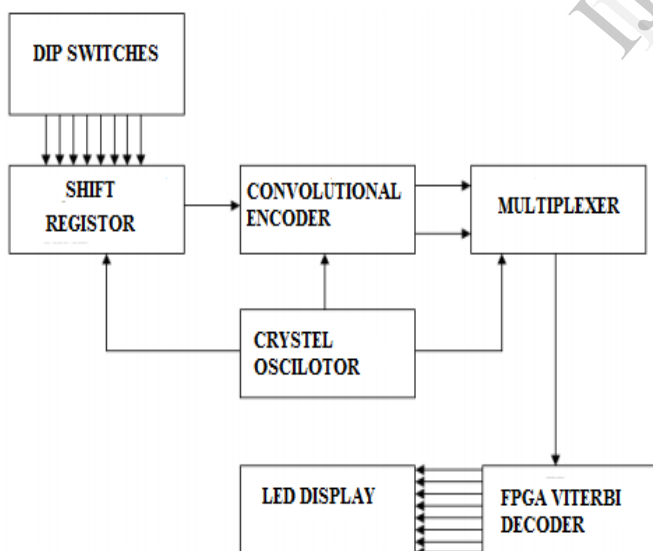 DIP SWITCHES
SHIFT
REGISTOR
CONVOLUTIONAL
ENCODER
MULTIPLEXER
CRYSTEL
OSCILOTOR
LED DISPLAY
FPGA VITERBI
DECODER